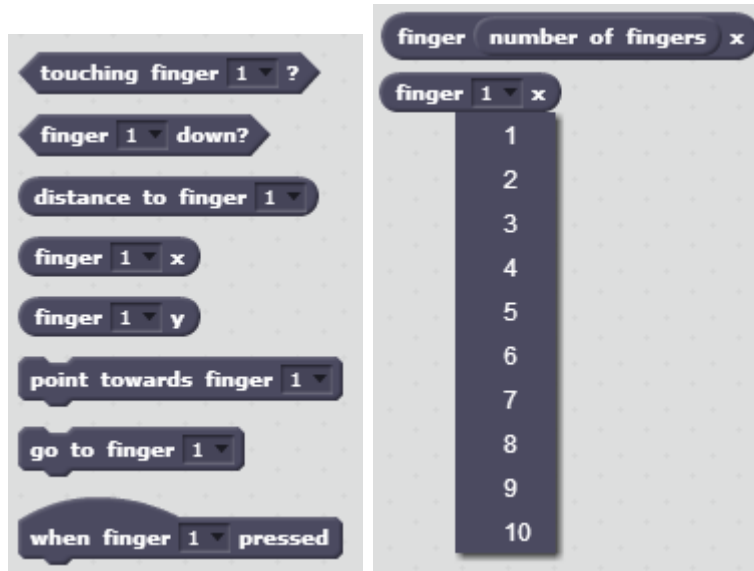 touching finger 1 ?
finger 1 down?
distance to finger 1
finger 1 x
finger 1 y
point towards finger 1
go to finger 1
when finger 1 pressed
finger number of fingers x
finger 1 x
1
2
3
4
5
6
7
8
9
10